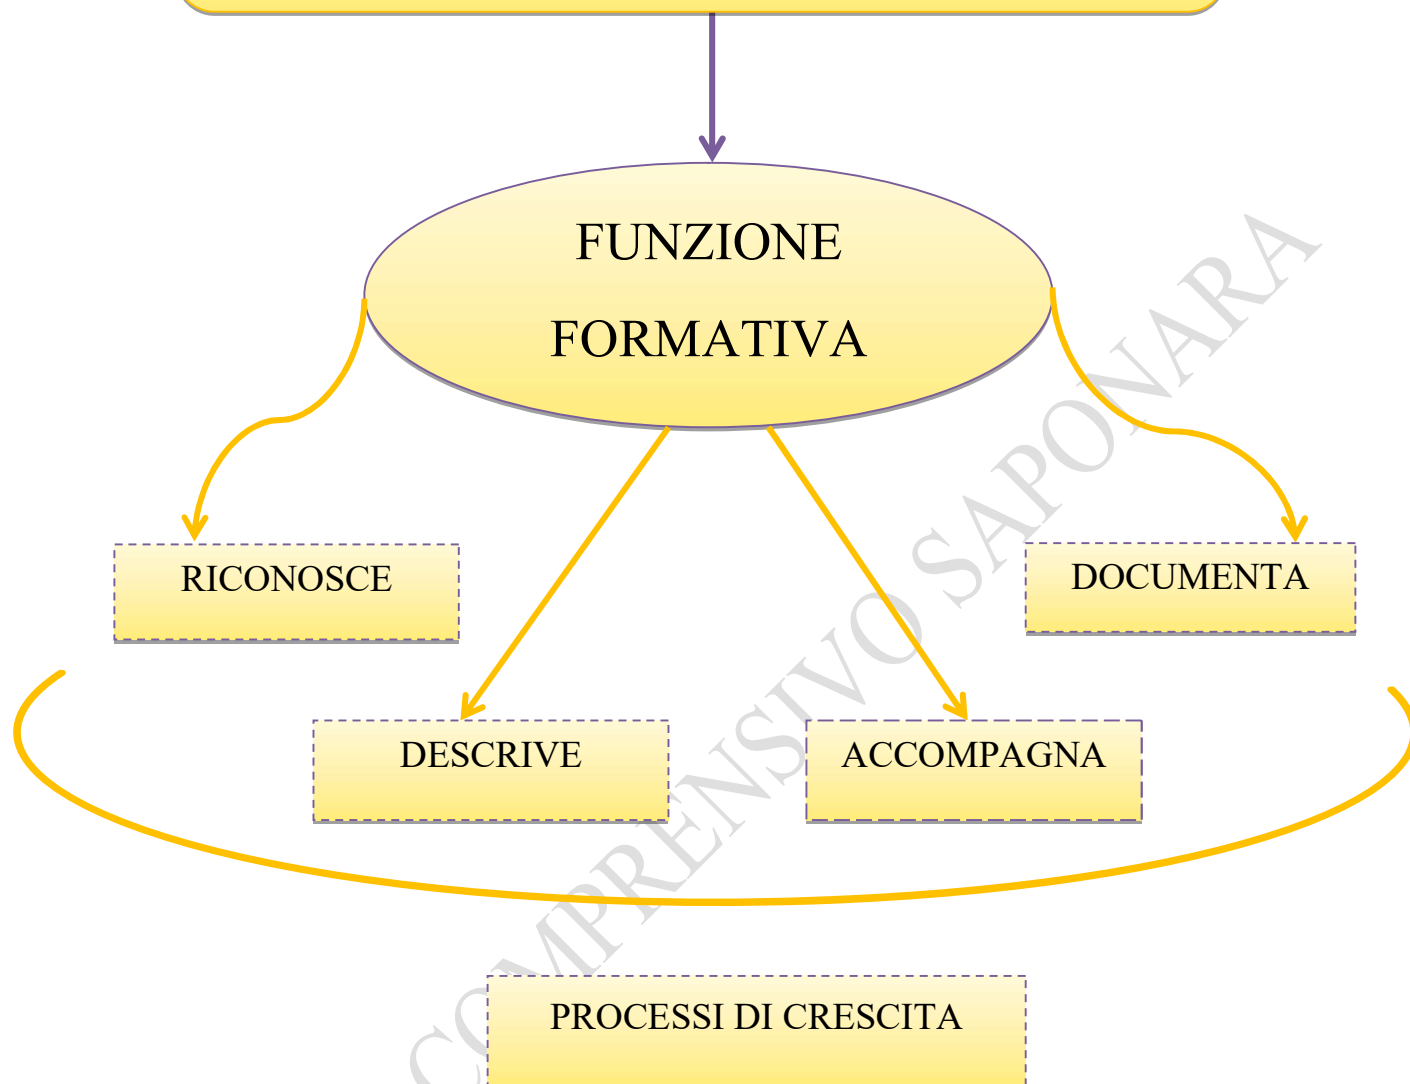 FUNZIONE
FORMATIVA
RICONOSCE
DOCUMENTA
DESCRIVE
ACCOMPAGNA
PROCESSI DI CRESCITA
COMPRENSIVO SAPONARA